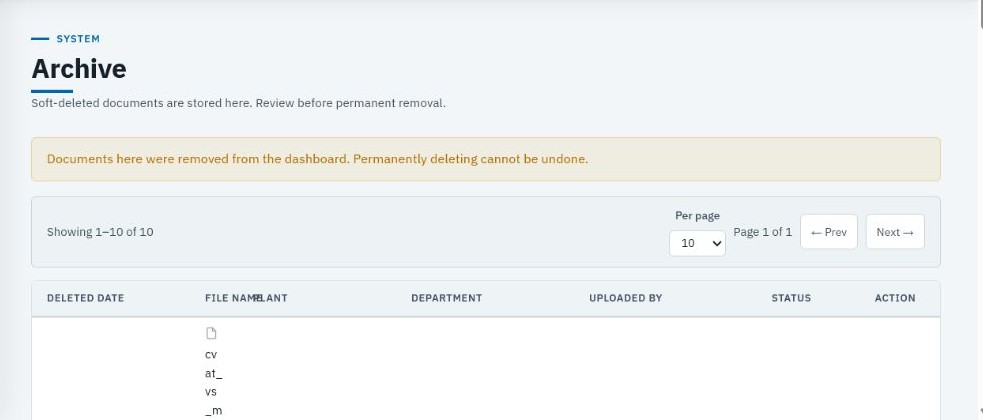 SYSTEM
Archive
Soft-deleted documents are stored here. Review before permanent removal.
Documents here were removed from the dashboard. Permanently deleting cannot be undone.
Per page
Showing 1–10 of 10
10
Page 1 of 1
← Prev
Next →
DELETED DATE FILE NAME PLANT DEPARTMENT UPLOADED BY STATUS ACTION
cv
at_
vs
_m